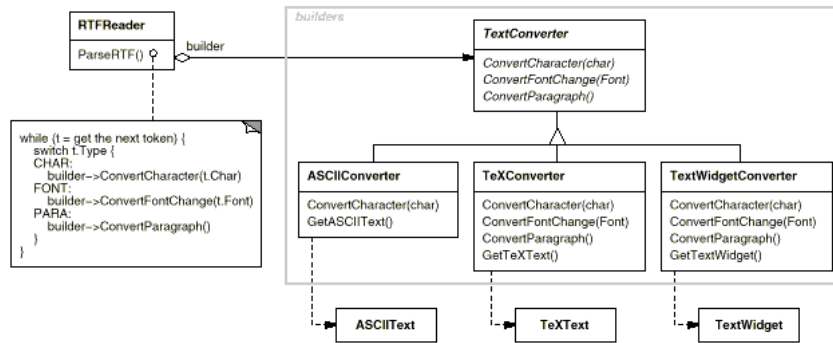 builders
RTFReader
ParseRTF()
builder
TextConverter
ConvertCharacter(char)
ConvertFontChange(Font)
ConvertParagraph()
while (t = get the next token) {
switch t.Type {
CHAR:
builder->ConvertCharacter(t.Char)
FONT:
builder->ConvertFontChange(t.Font)
PARA:
builder->ConvertParagraph()
}
}
ASCIIConverter
ConvertCharacter(char)
GetASCIIText()
TeXConverter
ConvertCharacter(char)
ConvertFontChange(Font)
ConvertParagraph()
GetTeXText()
TextWidgetConverter
ConvertCharacter(char)
ConvertFontChange(Font)
ConvertParagraph()
GetTextWidget()
ASCIIText
TeXText
TextWidget